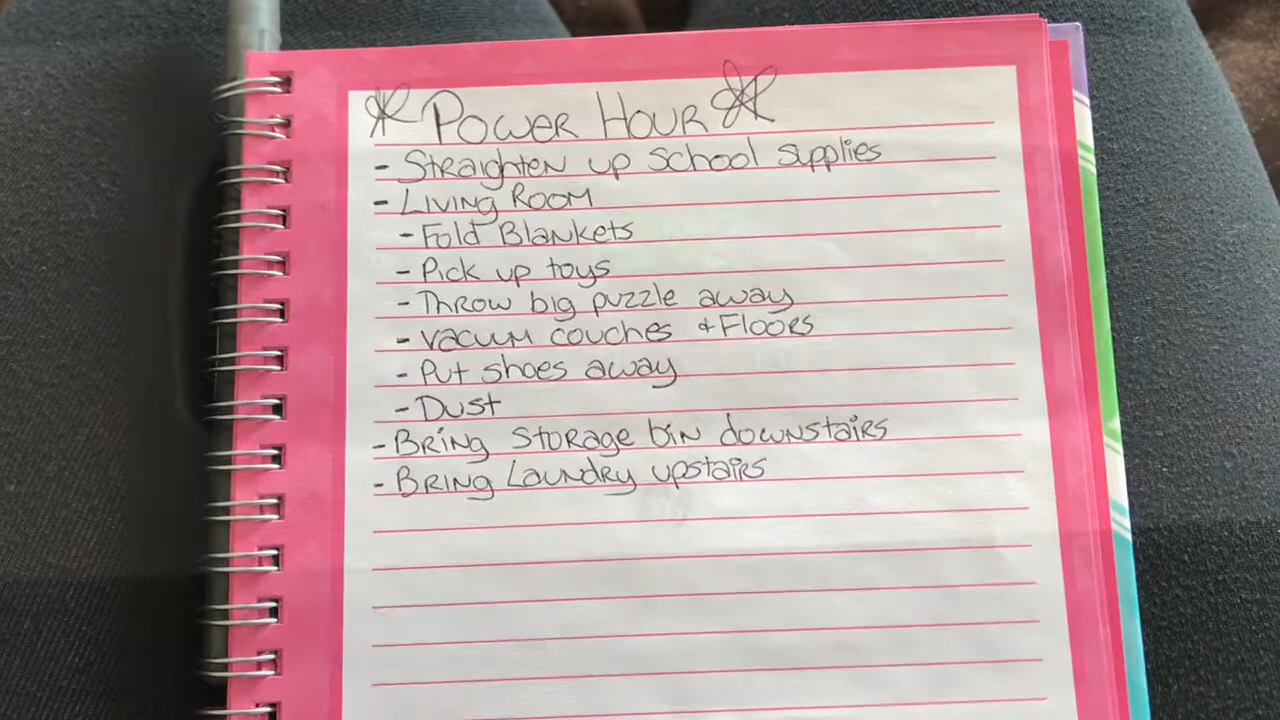 Power Hour
- Straighten up school supplies
- Living Room
- Fold Blankets
- Pick up toys
- Throw big puzzle away
- Vacuum couches + Floors
- Put shoes away
- Dust
- Bring storage bin downstairs
- Bring Laundry upstairs